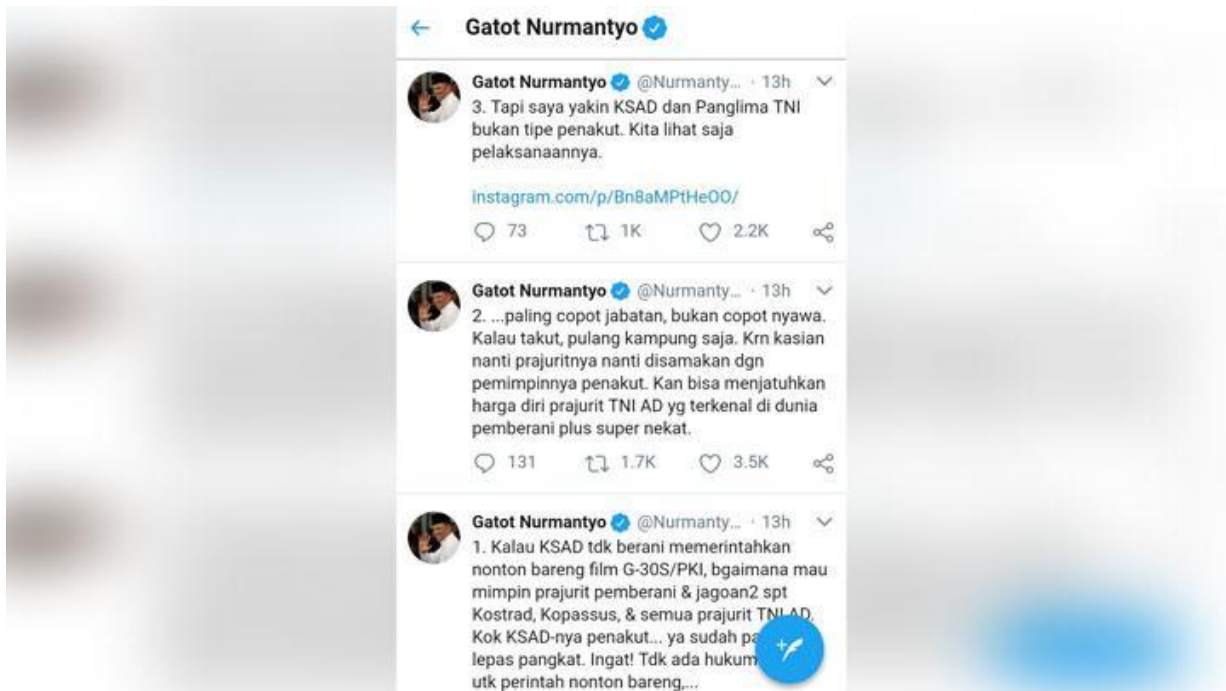 Gatot Nurmantyo
Gatot Nurmantyo @Nurmanty... · 13h
3. Tapi saya yakin KSAD dan Panglima TNI
bukan tipe penakut. Kita lihat saja
pelaksanaannya.
instagram.com/p/Bn8aMPtHeOO/
73 1K 2.2K
Gatot Nurmantyo @Nurmanty... · 13h
2. ...paling copot jabatan, bukan copot nyawa.
Kalau takut, pulang kampung saja. Krn kasian
nanti prajuritnya nanti disamakan dgn
pemimpinnya penakut. Kan bisa menjatuhkan
harga diri prajurit TNI AD yg terkenal di dunia
pemberani plus super nekat.
131 1.7K 3.5K
Gatot Nurmantyo @Nurmanty... · 13h
1. Kalau KSAD tdk berani memerintahkan
nonton bareng film G-30S/PKI, bgaimana mau
mimpin prajurit pemberani & jagoan2 spt
Kostrad, Kopassus, & semua prajurit TNI AD.
Kok KSAD-nya penakut... ya sudah
lepas pangkat. Ingat! Tdk ada hukum
utk perintah nonton bareng,...